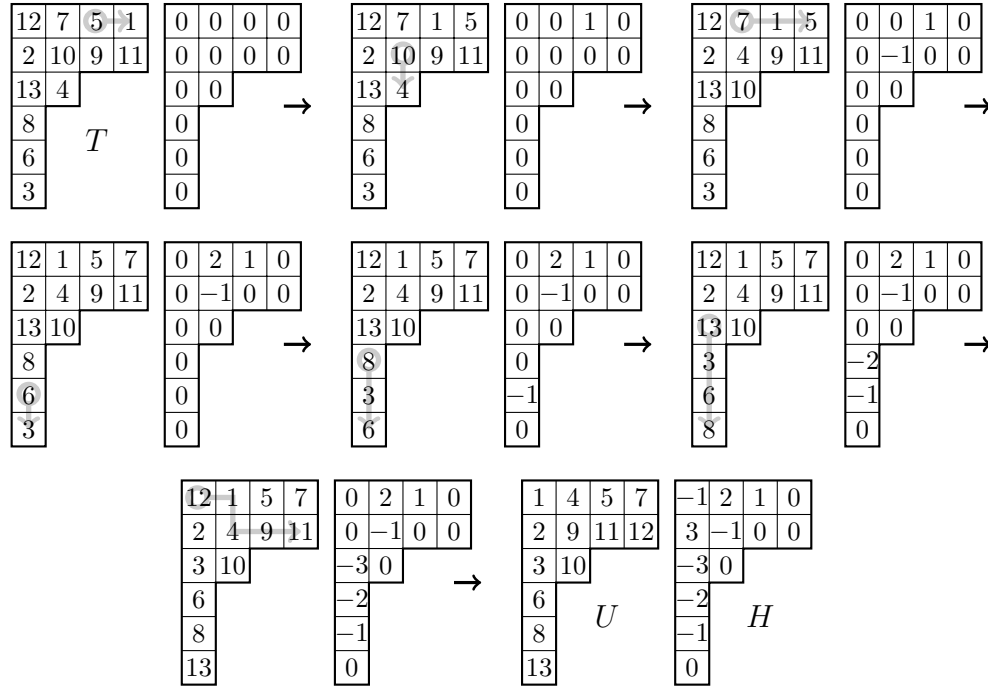 12 7 5 1 0 0 0 0 12 7 1 5 0 0 1 0 12 7 1 5 0 0 1 0
2 10 9 11 0 0 0 0 2 10 9 11 0 0 0 0 2 4 9 11 0 −1 0 0
13 4 0 0 → 13 4 0 0 → 13 10 0 0 →
8 0 8 0 8 0
T
6 0 6 0 6 0
3 0 3 0 3 0
12 1 5 7 0 2 1 0 12 1 5 7 0 2 1 0 12 1 5 7 0 2 1 0
2 4 9 11 0 −1 0 0 2 4 9 11 0 −1 0 0 2 4 9 11 0 −1 0 0
13 10 0 0 → 13 10 0 0 → 13 10 0 0 →
8 0 8 0 3 −2
6 0 3 −1 6 −1
3 0 6 0 8 0
12 1 5 7 0 2 1 0 1 4 5 7 −1 2 1 0
2 4 9 11 0 −1 0 0 2 9 11 12 3 −1 0 0
3 10 −3 0 → 3 10 −3 0
6 −2 6 −2
U H
8 −1 8 −1
13 0 13 0